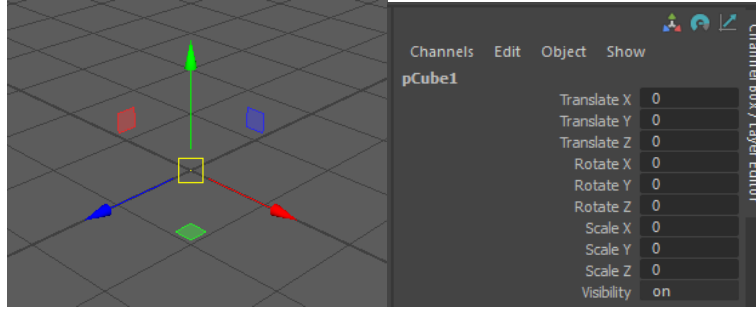 Channels Edit Object Show
pCube1
Translate X 0
Translate Y 0
Translate Z 0
Rotate X 0
Rotate Y 0
Rotate Z 0
Scale X 0
Scale Y 0
Scale Z 0
Visibility on
Channel Box / Layer Editor